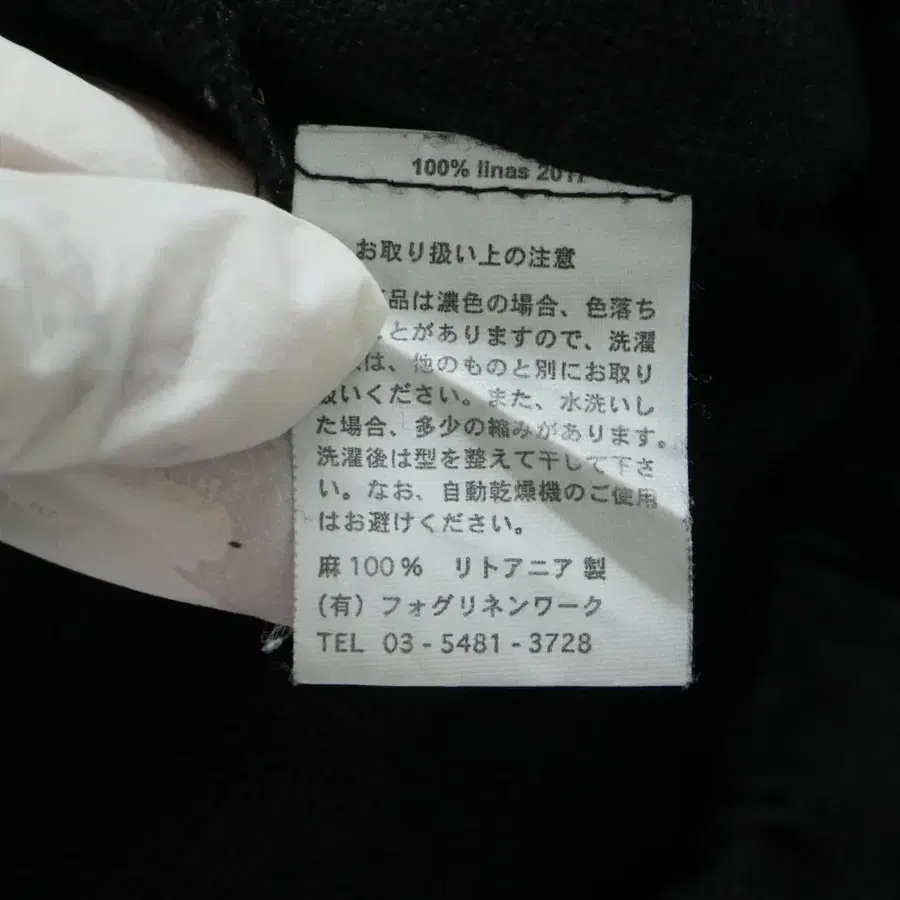 100% linas
お取り扱い上の注意
品は濃色の場合、色落ち
ことがありますので、洗濯
は、他のものと別にお取り
扱いください。また、水洗いし
た場合、多少の縮みがあります。
洗濯後は型を整えて干して下さ
い。なお、自動乾燥機のご使用
はお避けください。
麻100% リトアニア製
(有) フォグリネンワーク
TEL 03 - 5481 - 3728